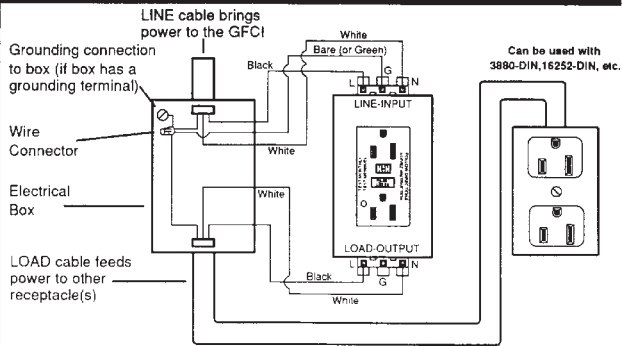 LINE cable brings
power to the GFCI
Grounding connection
to box (if box has a
grounding terminal)
Wire
Connector
Electrical
Box
LOAD cable feeds
power to other
receptacle(s)
White
Bare (or Green)
Black
L G N
LINE-INPUT
White
White
LOAD-OUTPUT
L G N
Black
White
Can be used with
3880-DIN,15252-DIN, etc.